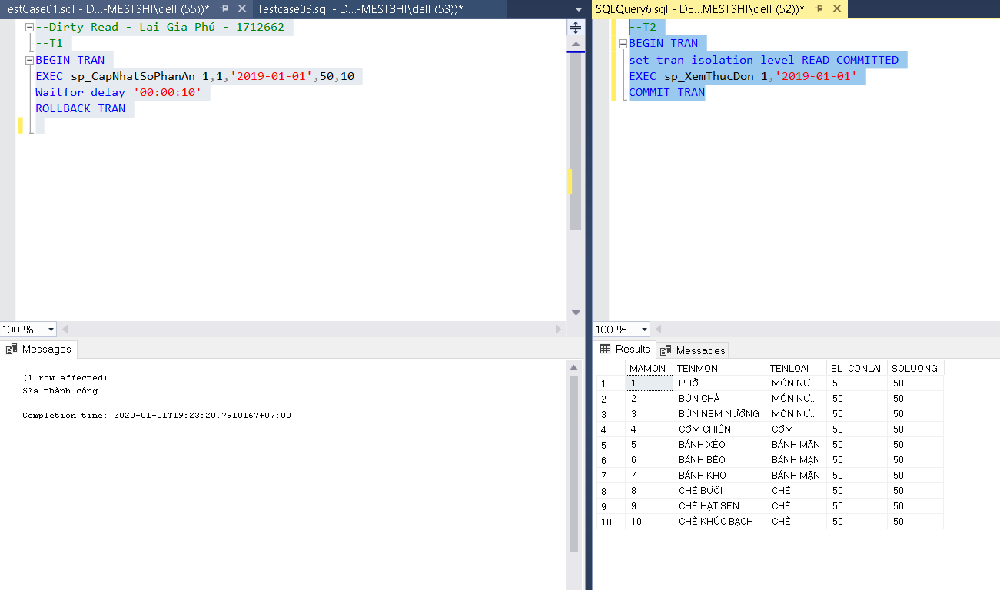 TestCase01.sql - D...-MEST3HI\dell (55))* Testcase03.sql - D...-MEST3HI\dell (53))*
--Dirty Read - Lai Gia Phú - 1712662
--T1
BEGIN TRAN
EXEC sp_CapNhatSoPhanAn 1,1,'2019-01-01',50,10
Waitfor delay '00:00:10'
ROLLBACK TRAN
100 %
Messages
(1 row affected)
S?a thành công
Completion time: 2020-01-01T19:23:20.7910167+07:00
SQLQuery6.sql - DE...MEST3HI\dell (52))*
--T2
BEGIN TRAN
set tran isolation level READ COMMITTED
EXEC sp_XemThucDon 1,'2019-01-01'
COMMIT TRAN
100 %
Results Messages
MAMON TENMON TENLOAI SL_CONLAI SOLUONG
1 1 PHỞ MÓN NƯ... 50 50
2 2 BÚN CHẢ MÓN NƯ... 50 50
3 3 BÚN NEM NƯỚNG MÓN NƯ... 50 50
4 4 CƠM CHIÊN CƠM 50 50
5 5 BÁNH XÈO BÁNH MẶN 50 50
6 6 BÁNH BÈO BÁNH MẶN 50 50
7 7 BÁNH KHỌT BÁNH MẶN 50 50
8 8 CHÈ BƯỞI CHÈ 50 50
9 9 CHÈ HẠT SEN CHÈ 50 50
10 10 CHÈ KHÚC BẠCH CHÈ 50 50